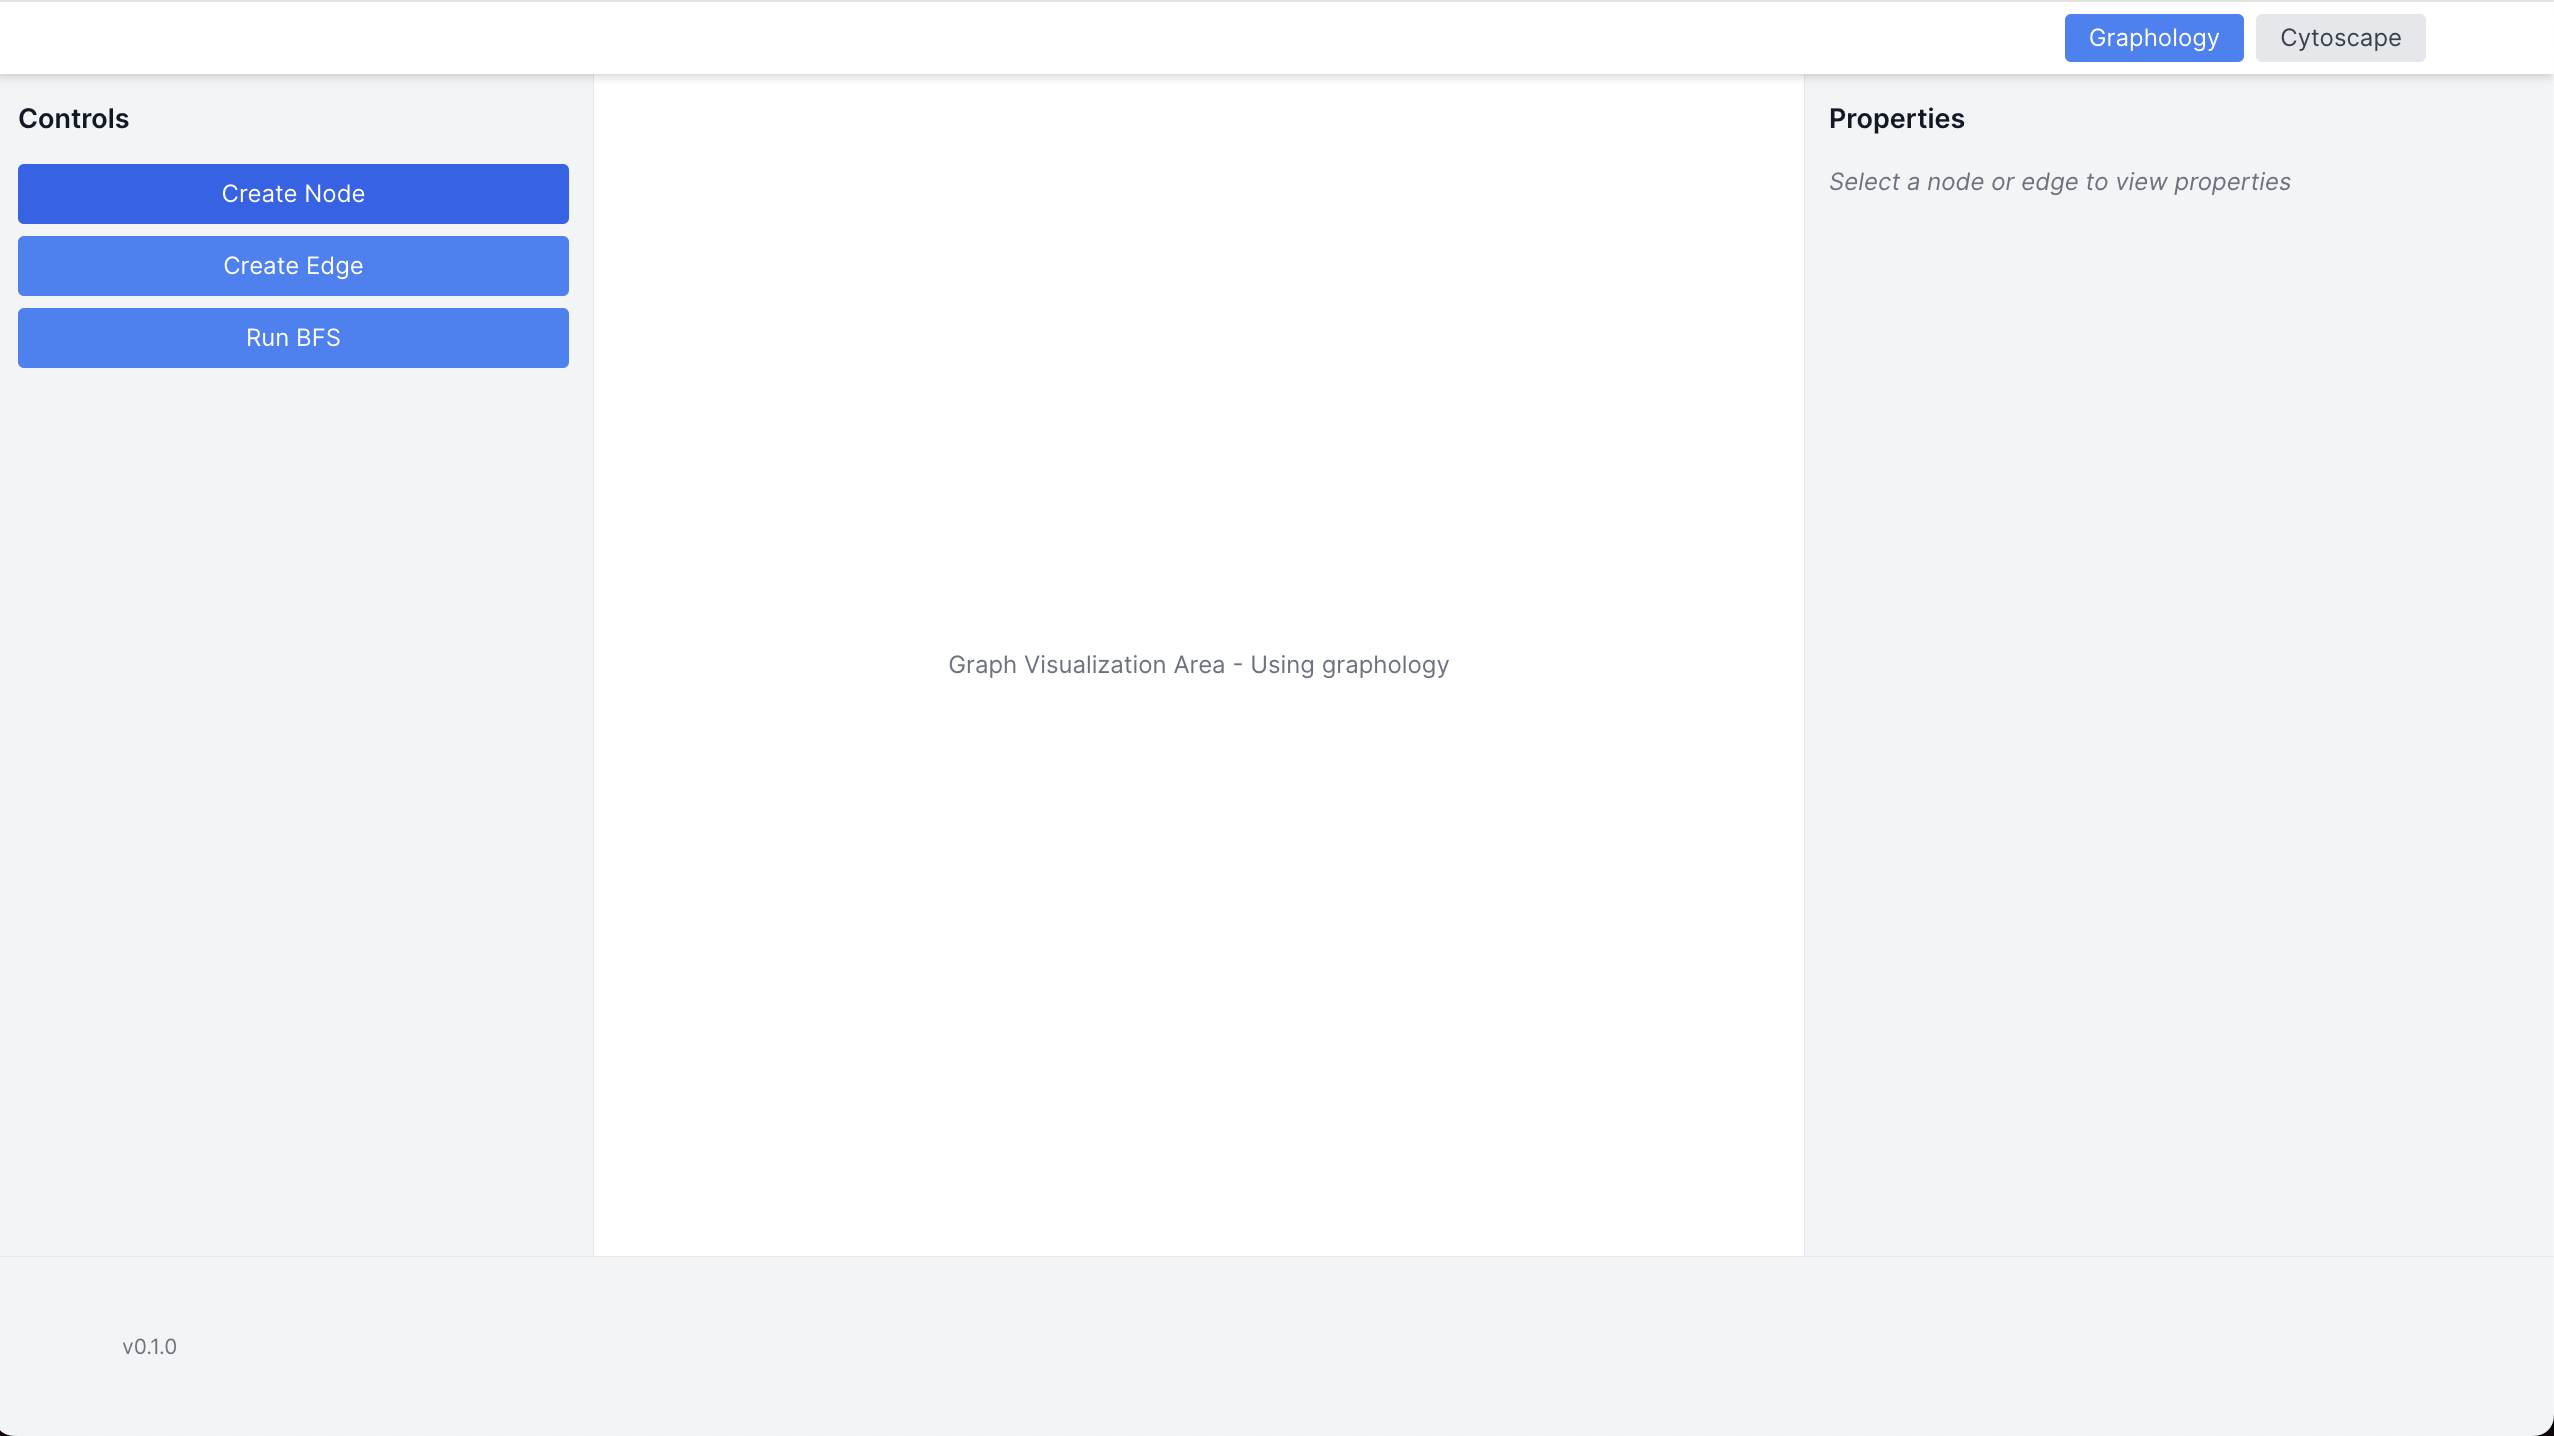 Graphology
Cytoscape
Controls
Create Node
Create Edge
Run BFS
Graph Visualization Area - Using graphology
Properties
Select a node or edge to view properties
v0.1.0